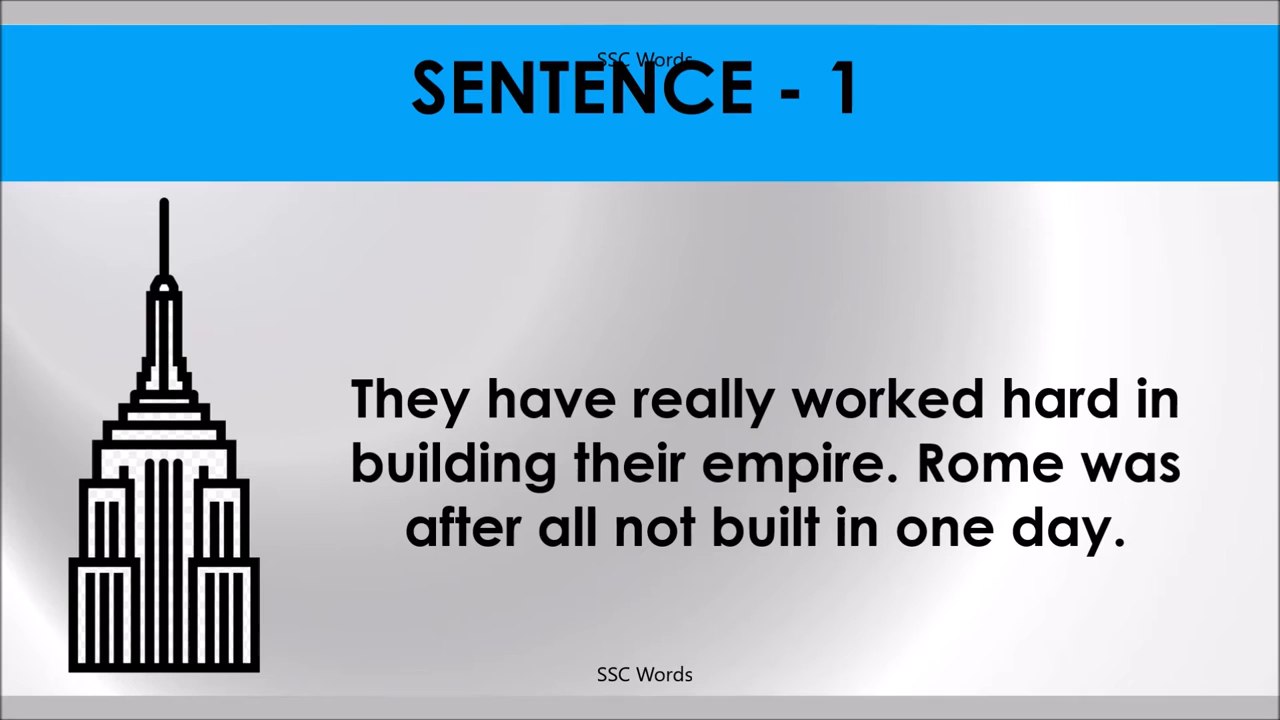 SSC Words
SENTENCE - 1
They have really worked hard in
building their empire. Rome was
after all not built in one day.
SSC Words